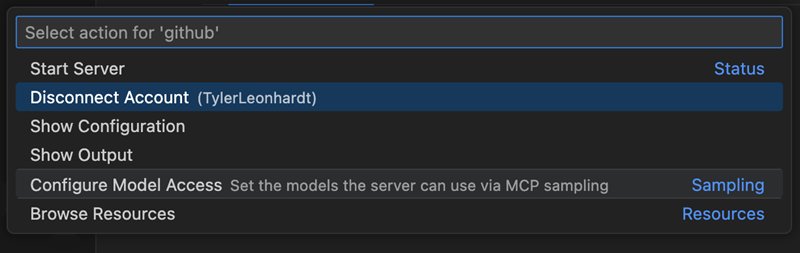 Select action for 'github'
Start Server Status
Disconnect Account (TylerLeonhardt)
Show Configuration
Show Output
Configure Model Access Set the models the server can use via MCP sampling Sampling
Browse Resources Resources